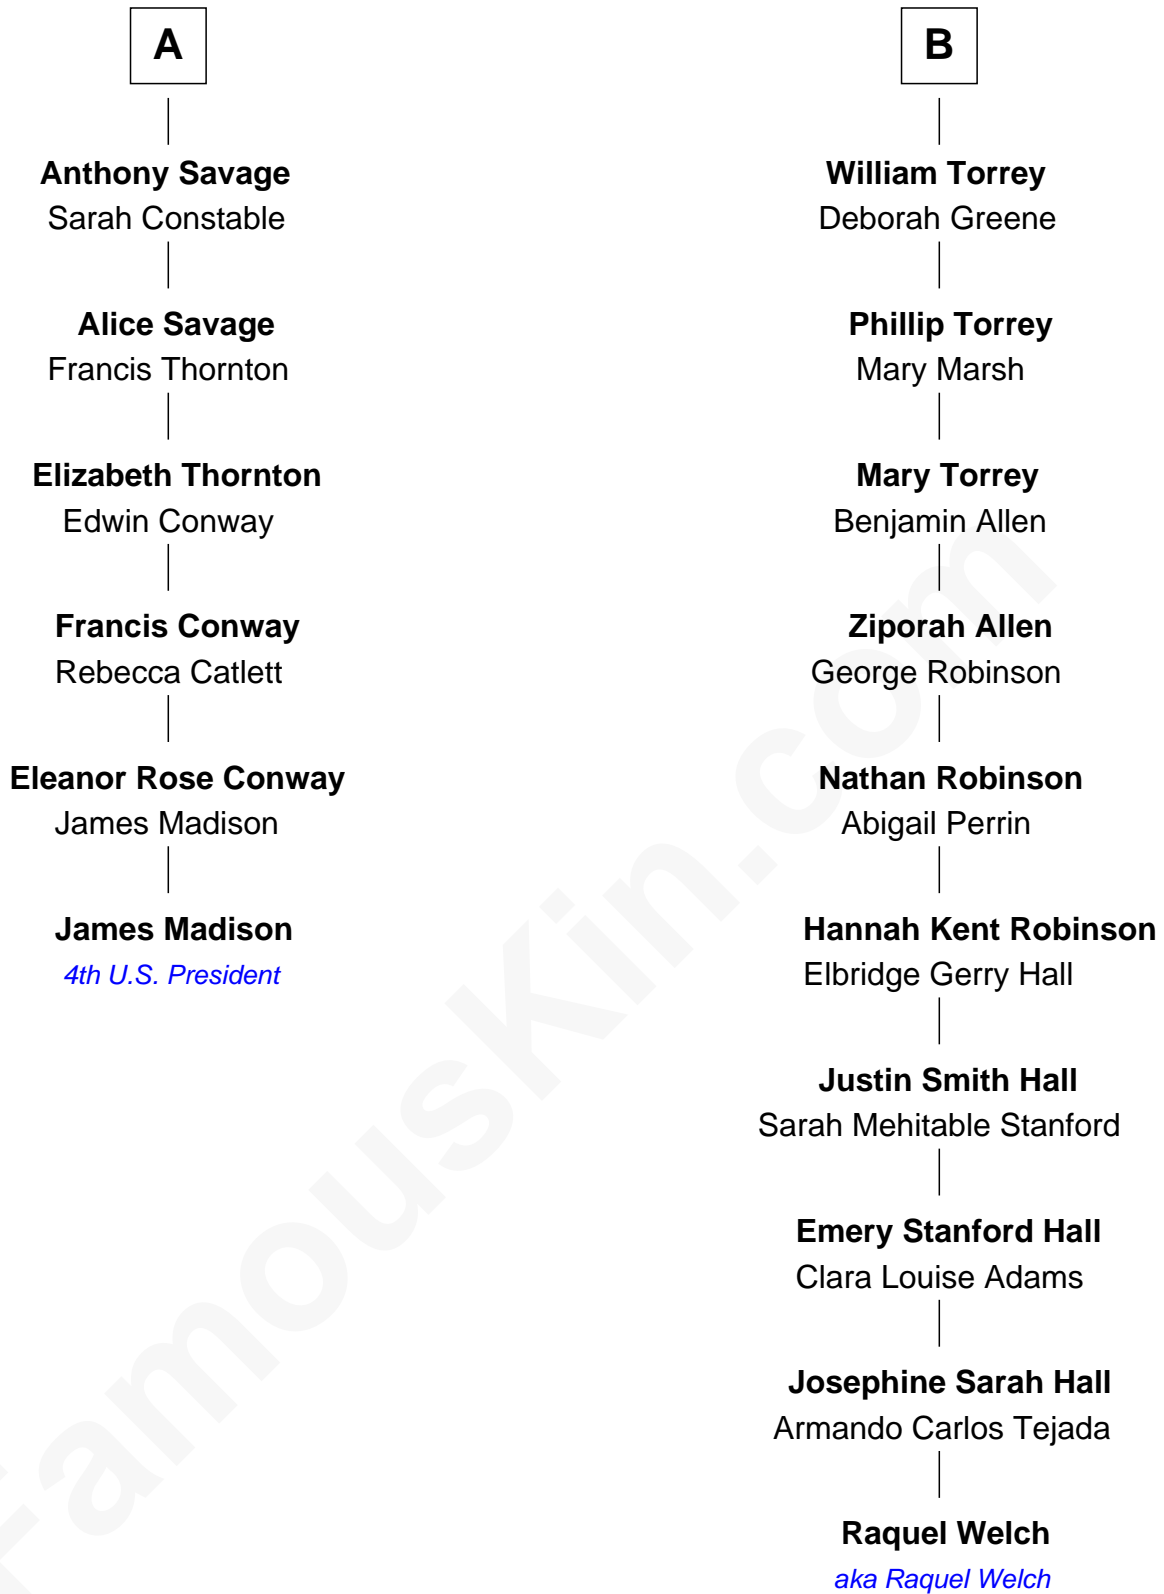 A
Anthony Savage
Sarah Constable
Alice Savage
Francis Thornton
Elizabeth Thornton
Edwin Conway
Francis Conway
Rebecca Catlett
Eleanor Rose Conway
James Madison
James Madison
4th U.S. President
B
William Torrey
Deborah Greene
Phillip Torrey
Mary Marsh
Mary Torrey
Benjamin Allen
Ziporah Allen
George Robinson
Nathan Robinson
Abigail Perrin
Hannah Kent Robinson
Elbridge Gerry Hall
Justin Smith Hall
Sarah Mehitable Stanford
Emery Stanford Hall
Clara Louise Adams
Josephine Sarah Hall
Armando Carlos Tejada
Raquel Welch
aka Raquel Welch
FamousKin.com